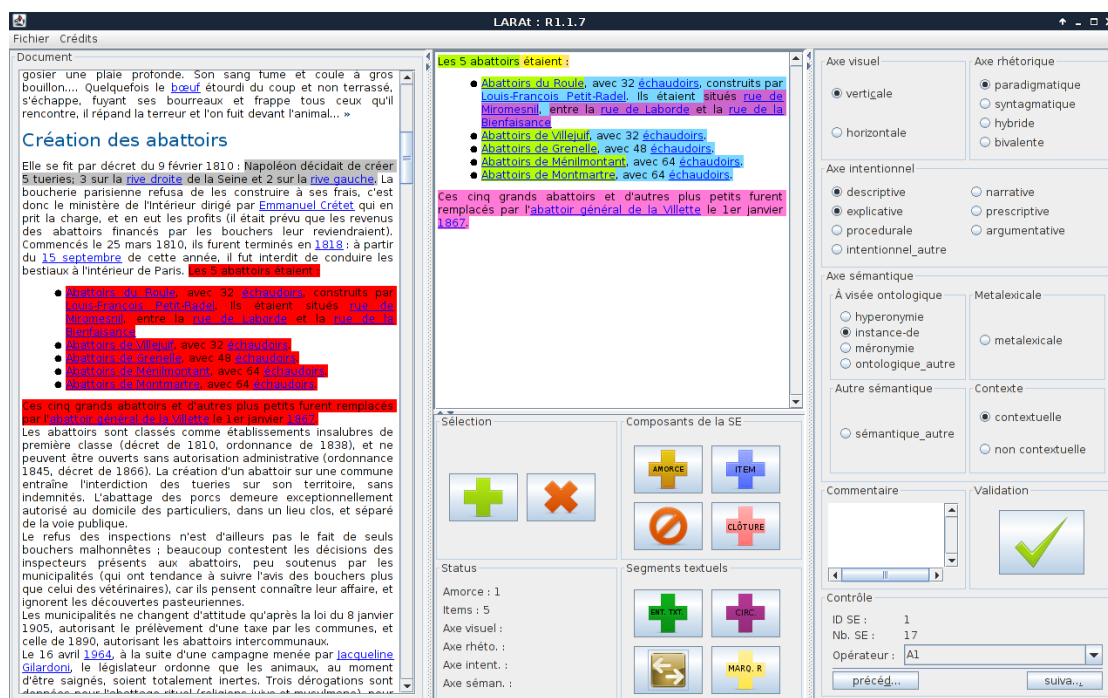 LARAt : R1.1.7
Fichier Crédits
Document
gosier une plaie profonde. Son sang fume et coule à gros
bouillon.... Quelquefois le bœuf étourdi du coup et non terrassé,
s'échappe, fuyant ses bourreaux et frappe tous ceux qu'il
rencontre, il répand la terreur et l'on fuit devant l'animal... »
Création des abattoirs
Elle se fit par décret du 9 février 1810 : Napoléon décidait de créer
5 tueries; 3 sur la rive droite de la Seine et 2 sur la rive gauche. La
boucherie parisienne refusa de les construire à ses frais, c'est
donc le ministère de l'Intérieur dirigé par Emmanuel Crétet qui en
prit la charge, et en eut les profits (il était prévu que les revenus
des abattoirs financés par les bouchers leur reviendraient).
Commencés le 25 mars 1810, ils furent terminés en 1818 : à partir
du 15 septembre de cette année, il fut interdit de conduire les
bestiaux à l'intérieur de Paris. Les 5 abattoirs étaient :
● Abattoirs du Roule, avec 32 échaudoirs, construits par
Louis-François Petit-Radel. Ils étaient situés rue de
Miromesnil, entre la rue de Laborde et la rue de la
Bienfaisance
● Abattoirs de Villejuif, avec 32 échaudoirs.
● Abattoirs de Grenelle, avec 48 échaudoirs.
● Abattoirs de Ménilmontant, avec 64 échaudoirs.
● Abattoirs de Montmartre, avec 64 échaudoirs.
Ces cinq grands abattoirs et d'autres plus petits furent remplacés
par l'abattoir général de la Villette le 1er janvier 1867.
Les abattoirs sont classés comme établissements insalubres de
première classe (décret de 1810, ordonnance de 1838), et ne
peuvent être ouverts sans autorisation administrative (ordonnance
1845, décret de 1866). La création d'un abattoir sur une commune
entraîne l'interdiction des tueries sur son territoire, sans
indemnités. L'abattage des porcs demeure exceptionnellement
autorisé au domicile des particuliers, dans un lieu clos, et séparé
de la voie publique.
Le refus des inspections n'est d'ailleurs pas le fait de seuls
bouchers malhonnêtes ; beaucoup contestent les décisions des
inspecteurs présents aux abattoirs, peu soutenus par les
municipalités (qui ont tendance à suivre l'avis des bouchers plus
que celui des vétérinaires), car ils pensent connaître leur affaire, et
ignorent les découvertes pasteuriennes.
Les municipalités ne changent d'attitude qu'après la loi du 8 janvier
1905, autorisant le prélèvement d'une taxe par les communes, et
celle de 1890, autorisant les abattoirs intercommunaux.
Le 16 avril 1964, à la suite d'une campagne menée par Jacqueline
Gilardoni, le législateur ordonne que les animaux, au moment
d'être saignés, soient totalement inertes. Trois dérogations sont
Les 5 abattoirs étaient :
● Abattoirs du Roule, avec 32 échaudoirs, construits par
Louis-François Petit-Radel. Ils étaient situés rue de
Miromesnil, entre la rue de Laborde et la rue de la
Bienfaisance
● Abattoirs de Villejuif, avec 32 échaudoirs.
● Abattoirs de Grenelle, avec 48 échaudoirs.
● Abattoirs de Ménilmontant, avec 64 échaudoirs.
● Abattoirs de Montmartre, avec 64 échaudoirs.
Ces cinq grands abattoirs et d'autres plus petits furent
remplacés par l'abattoir général de la Villette le 1er janvier
1867.
Sélection
Composants de la SE
AMORCE ITEM
CLÔTURE
Status
Amorce : 1
Items : 5
Axe visuel :
Axe rhéto. :
Axe intent. :
Axe séman. :
Segments textuels
ENT. TXT. CIRC.
MARQ. R
Axe visuel
verticale
horizontale
Axe rhétorique
paradigmatique
syntagmatique
hybride
bivalente
Axe intentionnel
descriptive narrative
explicative prescriptive
procedurale argumentative
intentionnel_autre
Axe sémantique
À visée ontologique
hyperonymie
instance-de
méronymie
ontologique_autre
Metalexicale
metalexicale
Autre sémantique
sémantique_autre
Contexte
contextuelle
non contextuelle
Commentaire
Validation
Contrôle
ID SE : 1
Nb. SE : 17
Opérateur : A1
précéd... suiva...